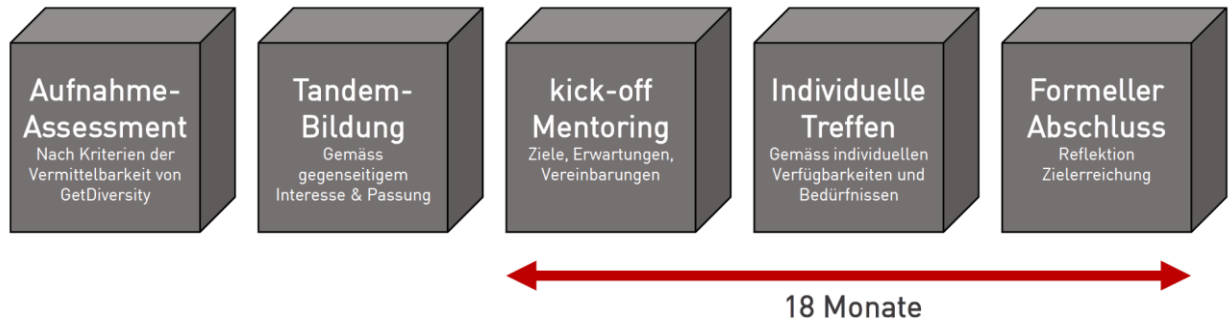 Aufnahme-
Assessment
Nach Kriterien der
Vermittelbarkeit von
GetDiversity
Tandem-
Bildung
Gemäss
gegenseitigem
Interesse & Passung
kick-off
Mentoring
Ziele, Erwartungen,
Vereinbarungen
Individuelle
Treffen
Gemäss individuellen
Verfügbarkeiten und
Bedürfnissen
Formeller
Abschluss
Reflektion
Zielerreichung
18 Monate